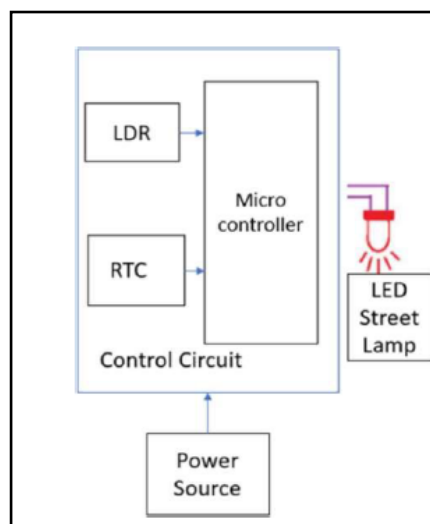 LDR
Micro
controller
RTC
LED
Street
Lamp
Control Circuit
Power
Source